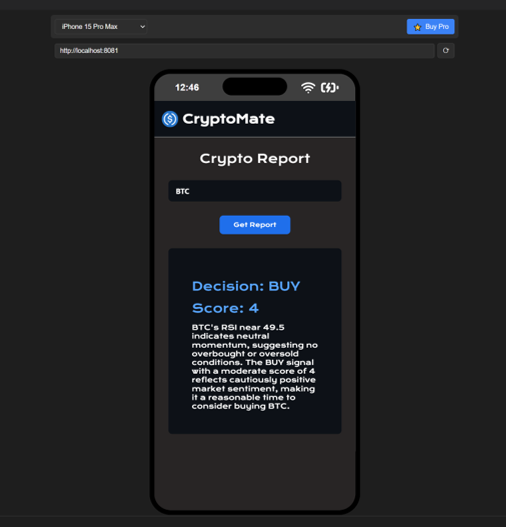 iPhone 15 Pro Max
Buy Pro
http://localhost:8081
12:46
CryptoMate
Crypto Report
BTC
Get Report
Decision: BUY
Score: 4
BTC's RSI near 49.5
indicates neutral
momentum, suggesting no
overbought or oversold
conditions. The BUY signal
with a moderate score of 4
reflects cautiously positive
market sentiment, making
it a reasonable time to
consider buying BTC.